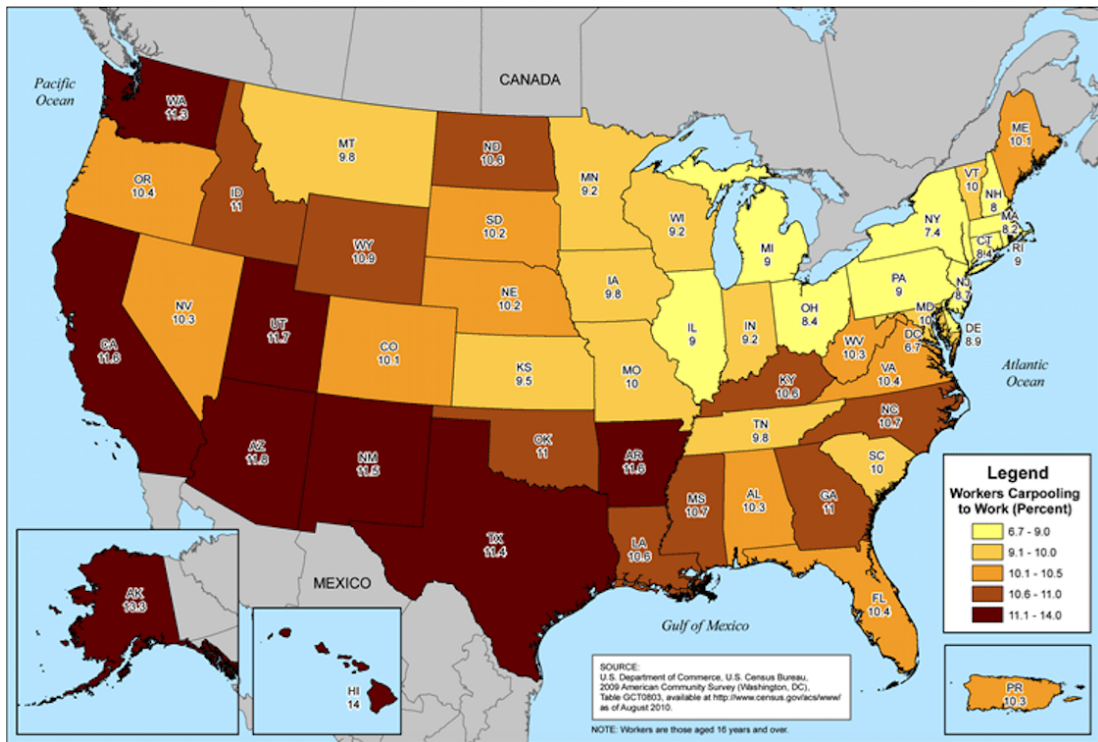 Pacific
Ocean
CANADA
WA
11.3
MT
9.8
ND
10.6
MN
9.2
ME
10.1
VT
10
NH
8
OR
10.4
ID
11
SD
10.2
WI
9.2
NY
7.4
MA
8.2
RI
9
CT
8.4
WY
10.9
MI
9
IA
9.8
NE
10.2
PA
9
NJ
8.7
NV
10.3
UT
11.7
OH
8.4
IL
9
IN
9.2
MD
10
DE
8.9
DC
6.7
CA
11.6
CO
10.1
WV
10.3
VA
10.4
KS
9.5
MO
10
KY
10.6
Atlantic
Ocean
NC
10.7
TN
9.8
AZ
11.8
NM
11.5
OK
11
AR
11.6
SC
10
MS
10.7
AL
10.3
GA
11
TX
11.4
LA
10.6
MEXICO
AK
13.3
FL
10.4
Gulf of Mexico
HI
14
Legend
Workers Carpooling
to Work (Percent)
6.7 - 9.0
9.1 - 10.0
10.1 - 10.5
10.6 - 11.0
11.1 - 14.0
SOURCE:
U.S. Department of Commerce, U.S. Census Bureau,
2009 American Community Survey (Washington, DC),
Table GCT0803, available at http://www.census.gov/acs/www/
as of August 2010.
NOTE: Workers are those aged 16 years and over.
PR
10.3